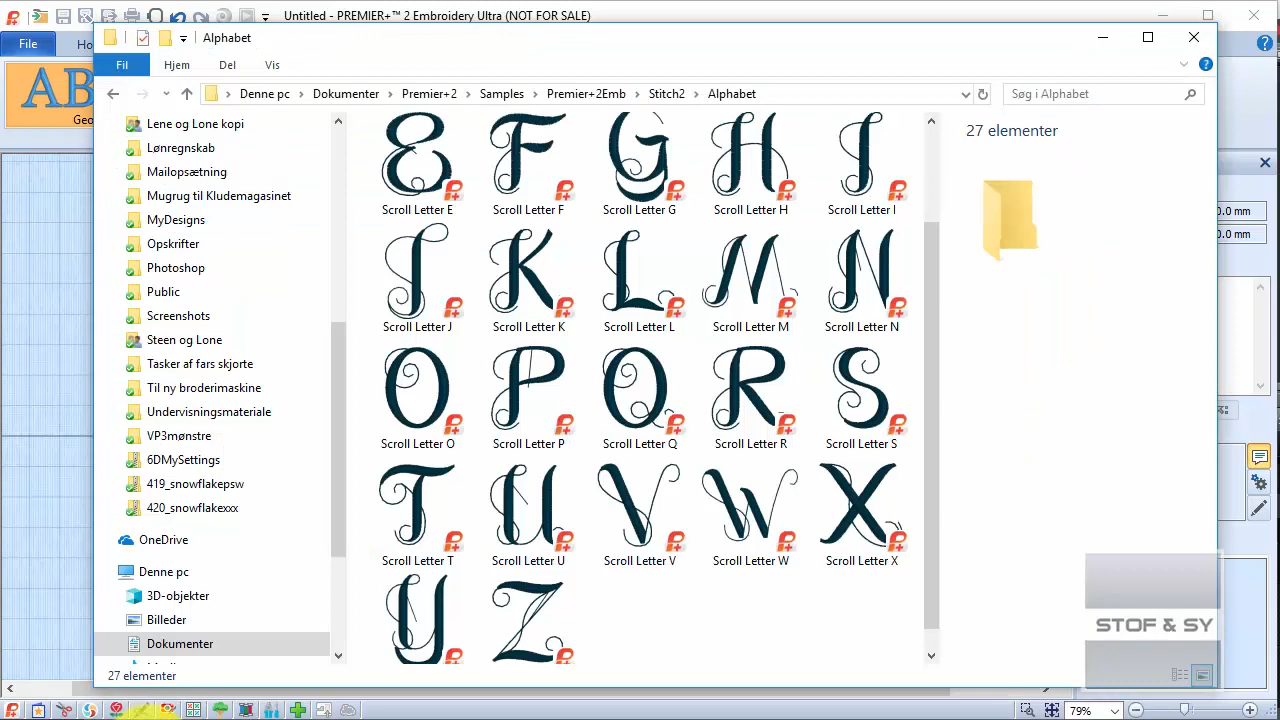 Untitled - PREMIER+™ 2 Embroidery Ultra (NOT FOR SALE)
Alphabet
File
Ho
Fil
Hjem
Del
Vis
Denne pc
Dokumenter
Premier+2
Samples
Premier+2Emb
Stitch2
Alphabet
Søg i Alphabet
AB
Geo
Lene og Lone kopi
Lønregnskab
Mailopsætning
Mugrug til Kludemagasinet
MyDesigns
Opskrifter
Photoshop
Public
Screenshots
Steen og Lone
Tasker af fars skjorte
Til ny broderimaskine
Undervisningsmateriale
VP3mønstre
6DMySettings
419_snowflakepsw
420_snowflakexxx
OneDrive
Denne pc
3D-objekter
Billeder
Dokumenter
E F G H I
Scroll Letter E
Scroll Letter F
Scroll Letter G
Scroll Letter H
Scroll Letter I
J K L M N
Scroll Letter J
Scroll Letter K
Scroll Letter L
Scroll Letter M
Scroll Letter N
O P Q R S
Scroll Letter O
Scroll Letter P
Scroll Letter Q
Scroll Letter R
Scroll Letter S
T U V W X
Scroll Letter T
Scroll Letter U
Scroll Letter V
Scroll Letter W
Scroll Letter X
Y Z
27 elementer
0.0 mm
0.0 mm
STOF & SY
27 elementer
79%